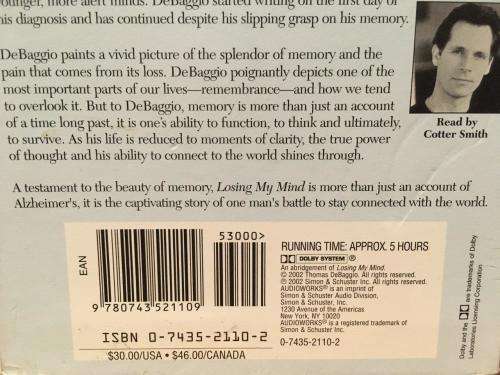 younger, more alert minds. DeBaggio started writing on the first day of
his diagnosis and has continued despite his slipping grasp on his memory.
DeBaggio paints a vivid picture of the splendor of memory and the
pain that comes from its loss. DeBaggio poignantly depicts one of the
most important parts of our lives—remembrance—and how we tend
to overlook it. But to DeBaggio, memory is more than just an account
of a time long past, it is one's ability to function, to think and ultimately,
to survive. As his life is reduced to moments of clarity, the true power
of thought and his ability to connect to the world shines through.
A testament to the beauty of memory, Losing My Mind is more than just an account of
Alzheimer's, it is the captivating story of one man's battle to stay connected with the world.
Read by
Cotter Smith
EAN
53000>
9 780743 521109
ISBN 0-7435-2110-2
$30.00/USA • $46.00/CANADA
RUNNING TIME: APPROX. 5 HOURS
DOLBY SYSTEM ®
An abridgement of Losing My Mind.
© 2002 Thomas DeBaggio. All rights reserved.
© 2002 Simon & Schuster Inc. All rights reserved.
AUDIOWORKS® is an imprint of
Simon & Schuster Audio Division,
Simon & Schuster, Inc.
1230 Avenue of the Americas
New York, NY 10020
AUDIOWORKS® is a registered trademark of
Simon & Schuster, Inc.
0-7435-2110-2
Dolby and the are trademarks of Dolby
Laboratories Licensing Corporation